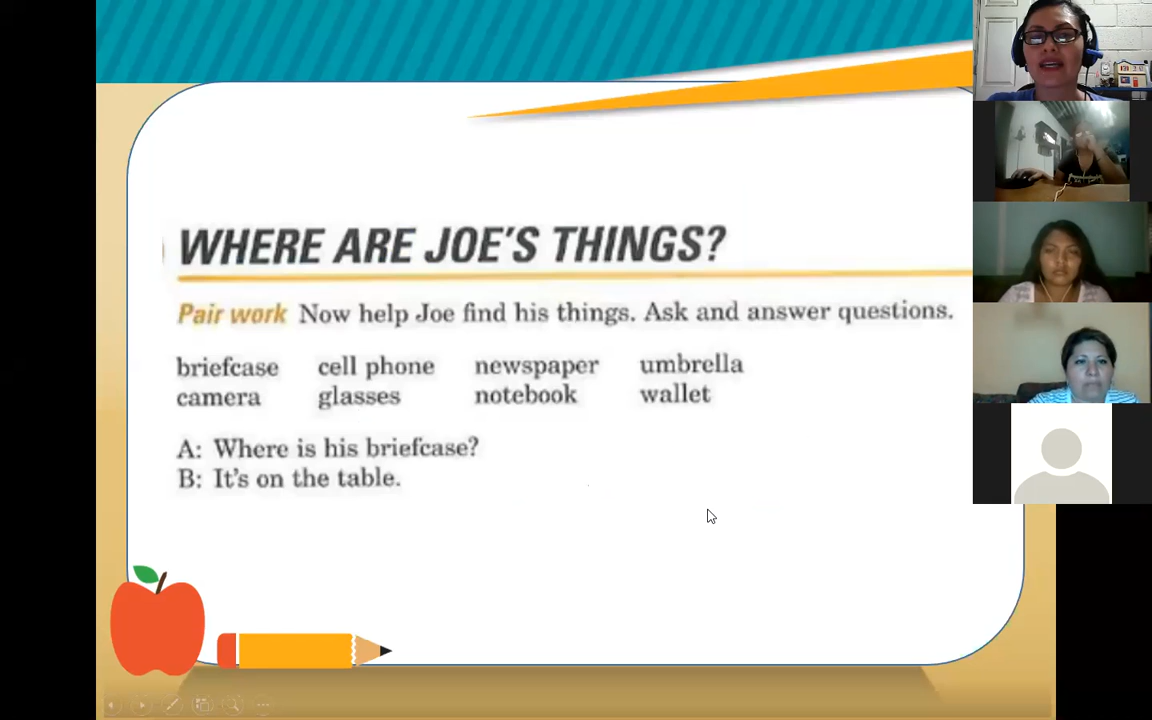 WHERE ARE JOE'S THINGS?
Pair work Now help Joe find his things. Ask and answer questions.
briefcase cell phone newspaper umbrella
camera glasses notebook wallet
A: Where is his briefcase?
B: It's on the table.